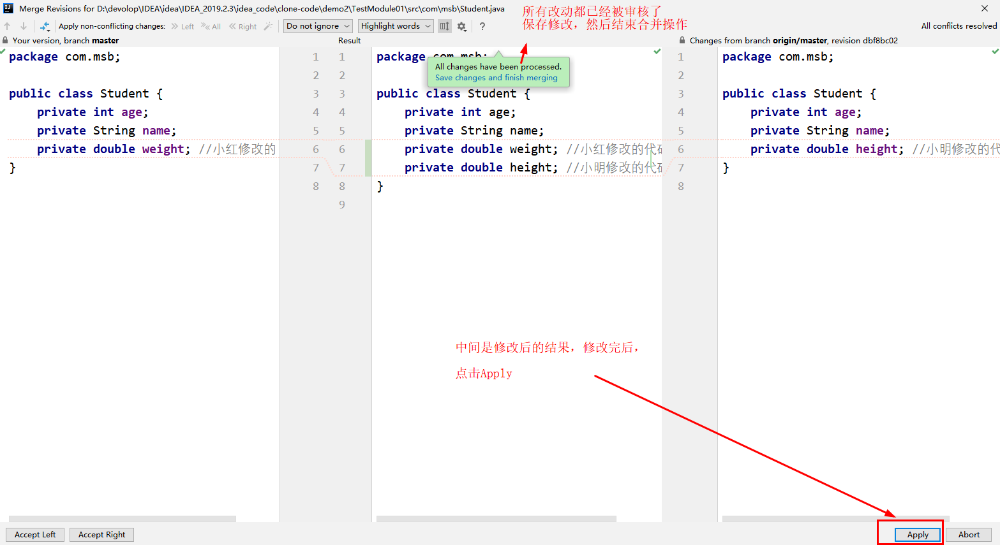 Merge Revisions for D:\devolop\IDEA\idea\IDEA_2019.2.3\idea_code\clone-code\demo2\TestModule01\src\com\msb\Student.java
所有改动都已经被审核了
保存修改，然后结束合并操作
Apply non-conflicting changes: Left All Right Do not ignore Highlight words ? All conflicts resolved
Your version, branch master Result Changes from branch origin/master, revision dbf8bc02
package com.msb;
public class Student {
private int age;
private String name;
private double weight; //小红修改的
}
1
2
3
4
5
6
7
8
1
2
3
4
5
6
7
8
9
package com.msb;
All changes have been processed.
Save changes and finish merging
public class Student {
private int age;
private String name;
private double weight; //小红修改的代码
private double height; //小明修改的代码
}
1
2
3
4
5
6
7
8
package com.msb;
public class Student {
private int age;
private String name;
private double height; //小明修改的代
}
中间是修改后的结果，修改完后，
点击Apply
Accept Left Accept Right Apply Abort